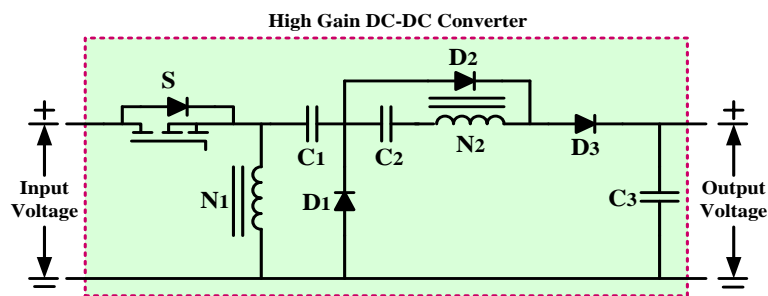 High Gain DC-DC Converter
S
D2
+
+
C1
C2
N2
D3
Input
Voltage
N1
D1
C3
Output
Voltage